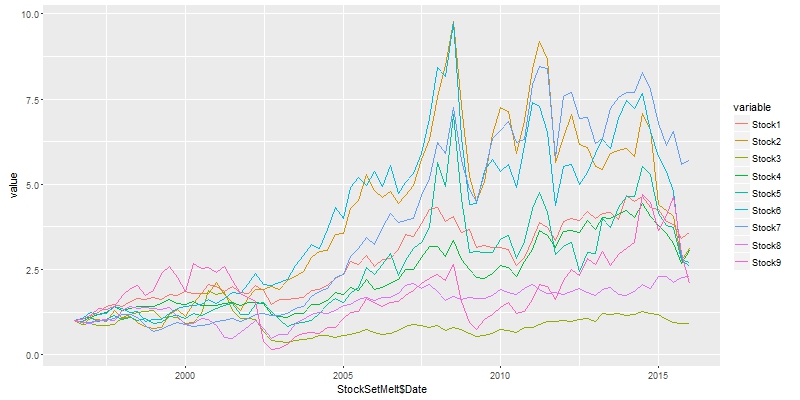 10.0
7.5
5.0
2.5
0.0
value
2000
2005
2010
2015
StockSetMelt$Date
variable
Stock1
Stock2
Stock3
Stock4
Stock5
Stock6
Stock7
Stock8
Stock9